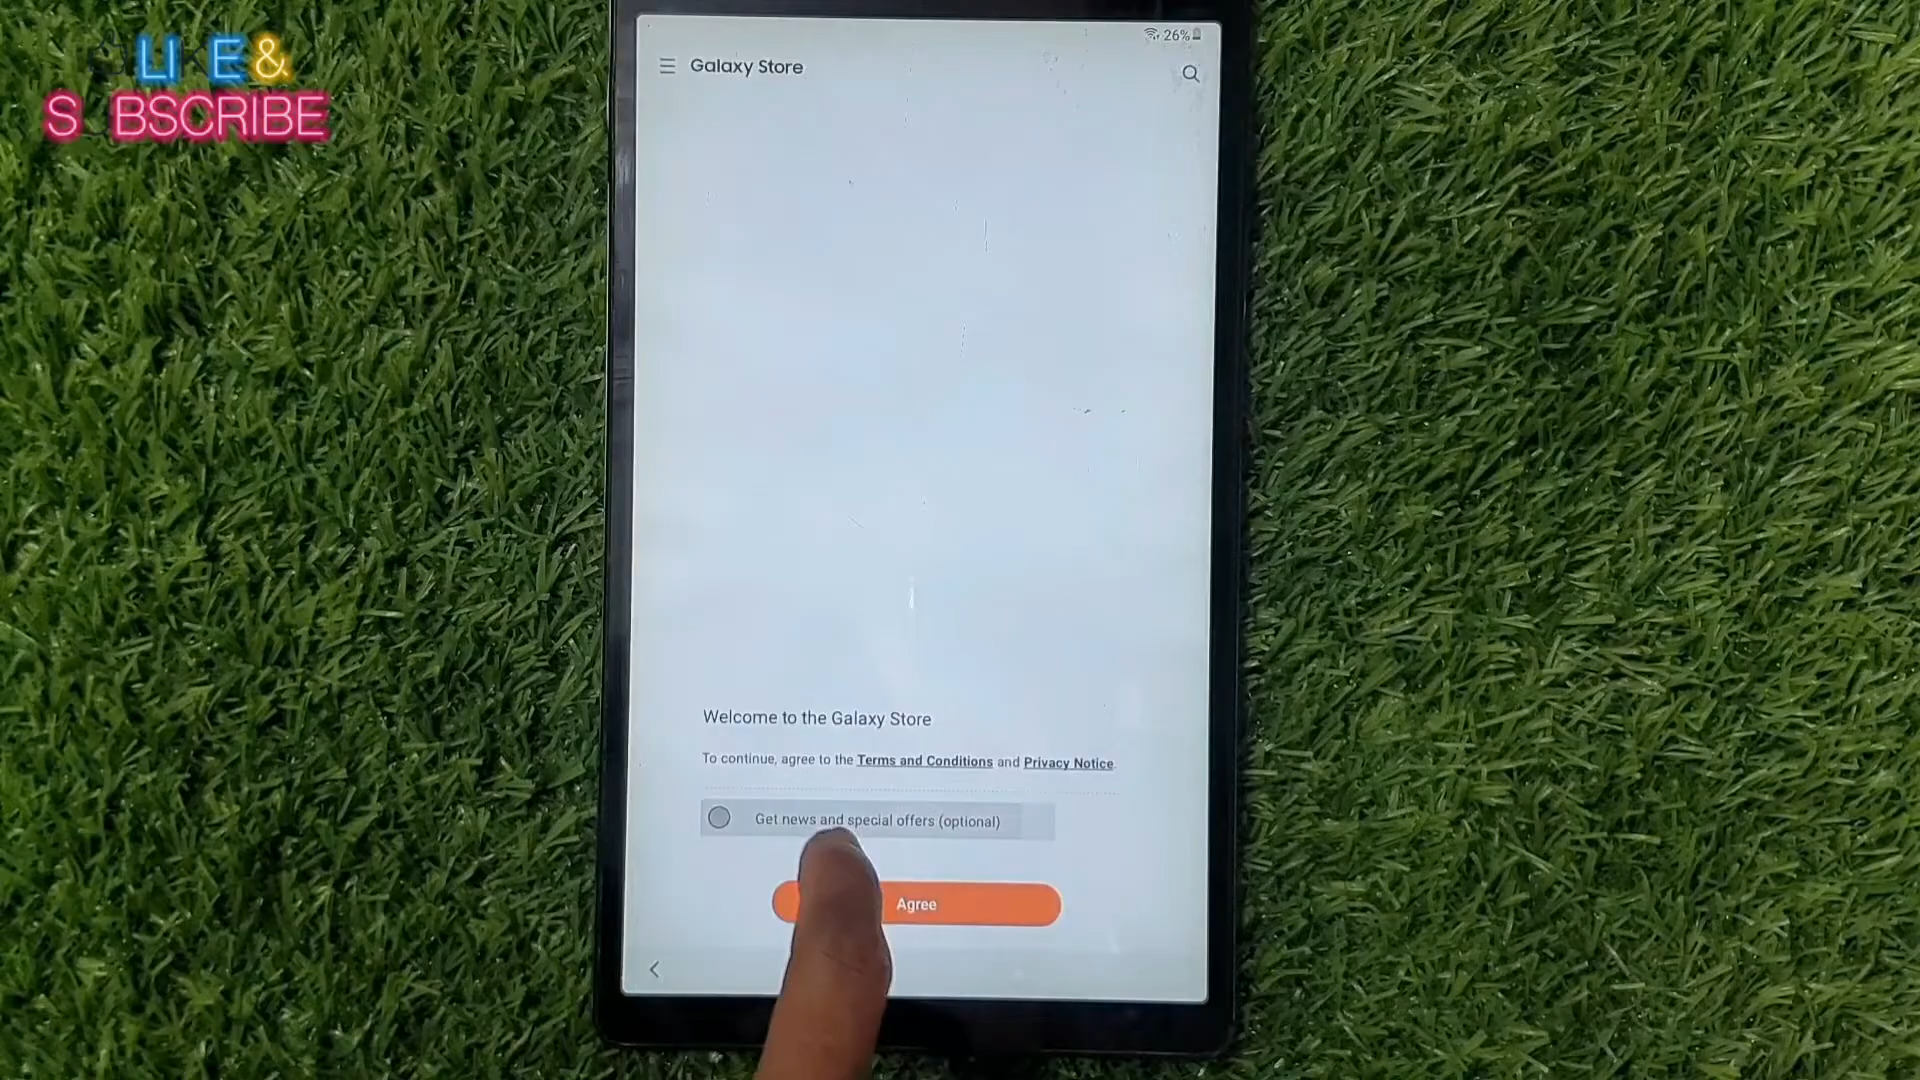 LIKE&
S BSCRIBE
26%
Galaxy Store
Welcome to the Galaxy Store
To continue, agree to the Terms and Conditions and Privacy Notice.
Get news and special offers (optional)
Agree